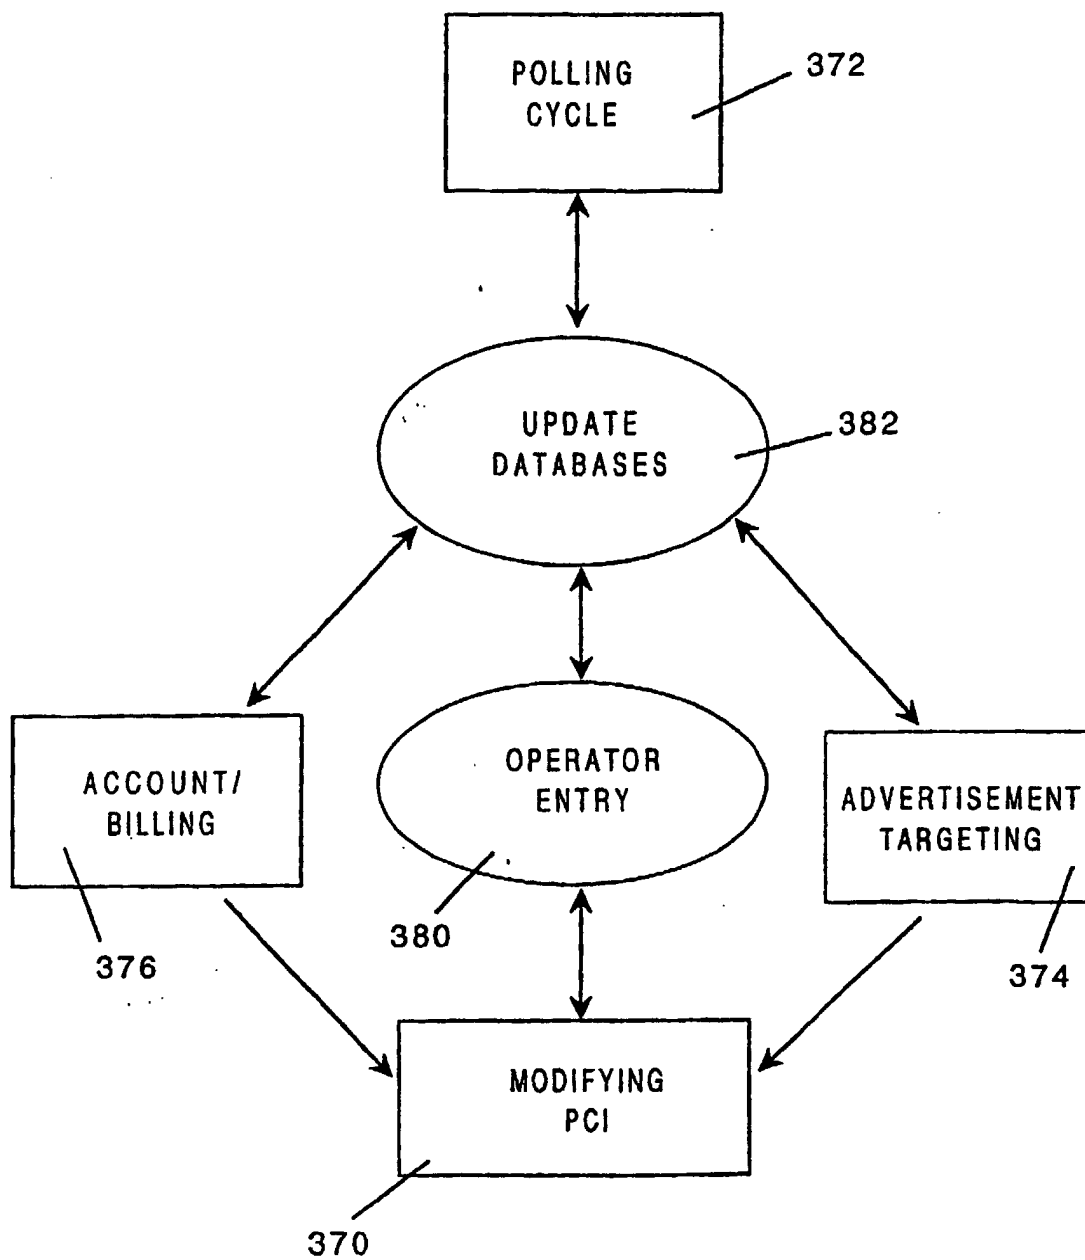 POLLING
CYCLE
372
UPDATE
DATABASES
382
ACCOUNT/
BILLING
376
OPERATOR
ENTRY
380
ADVERTISEMENT
TARGETING
374
MODIFYING
PCI
370